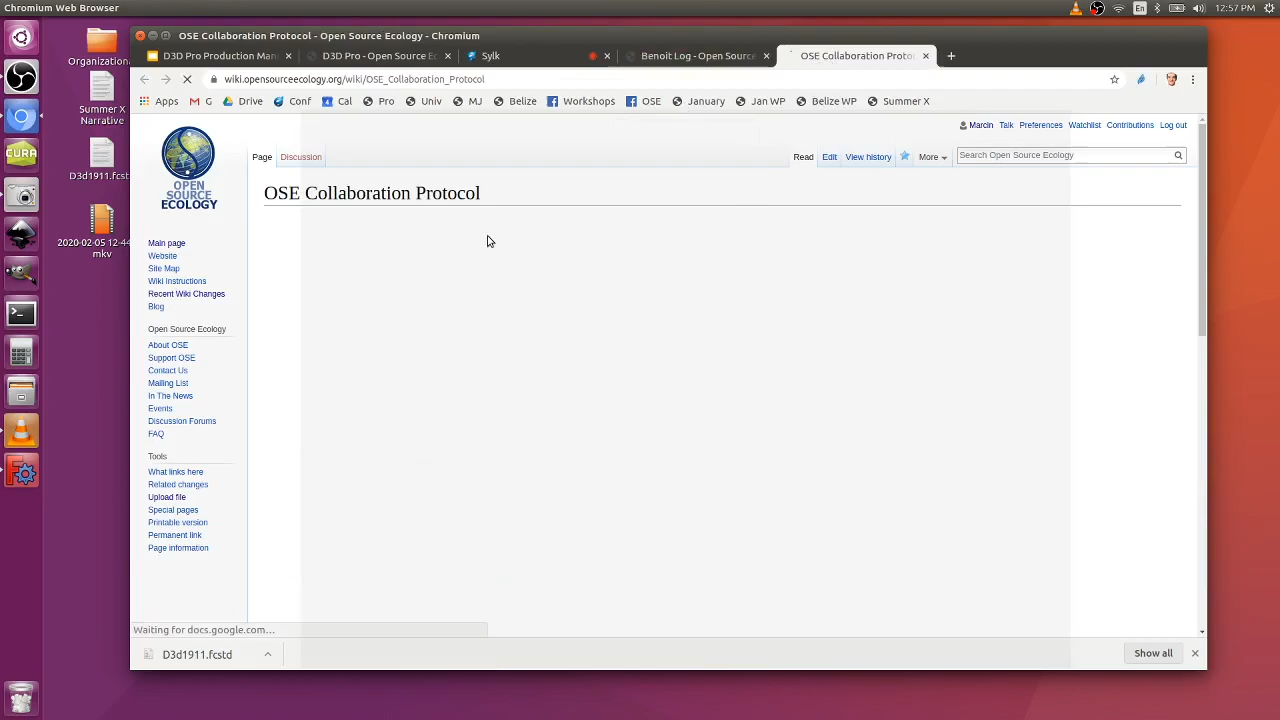 Chromium Web Browser
En
12:57 PM
OSE Collaboration Protocol - Open Source Ecology - Chromium
D3D Pro Production Man
D3D Pro - Open Source Ec
Sylk
Benoit Log - Open Source
OSE Collaboration Proto
wiki.opensourceecology.org/wiki/OSE_Collaboration_Protocol
Apps
G
Drive
Conf
Cal
Pro
Univ
MJ
Belize
Workshops
OSE
January
Jan WP
Belize WP
Summer X
Organizationa
Summer X
Narrative
D3d1911.fcst
2020-02-05 12-44
mkv
CURA
OPEN
SOURCE
ECOLOGY
Marcin
Talk
Preferences
Watchlist
Contributions
Log out
Page
Discussion
Read
Edit
View history
More
Search Open Source Ecology
OSE Collaboration Protocol
Main page
Website
Site Map
Wiki Instructions
Recent Wiki Changes
Blog
Open Source Ecology
About OSE
Support OSE
Contact Us
Mailing List
In The News
Events
Discussion Forums
FAQ
Tools
What links here
Related changes
Upload file
Special pages
Printable version
Permanent link
Page information
Waiting for docs.google.com...
D3d1911.fcstd
Show all